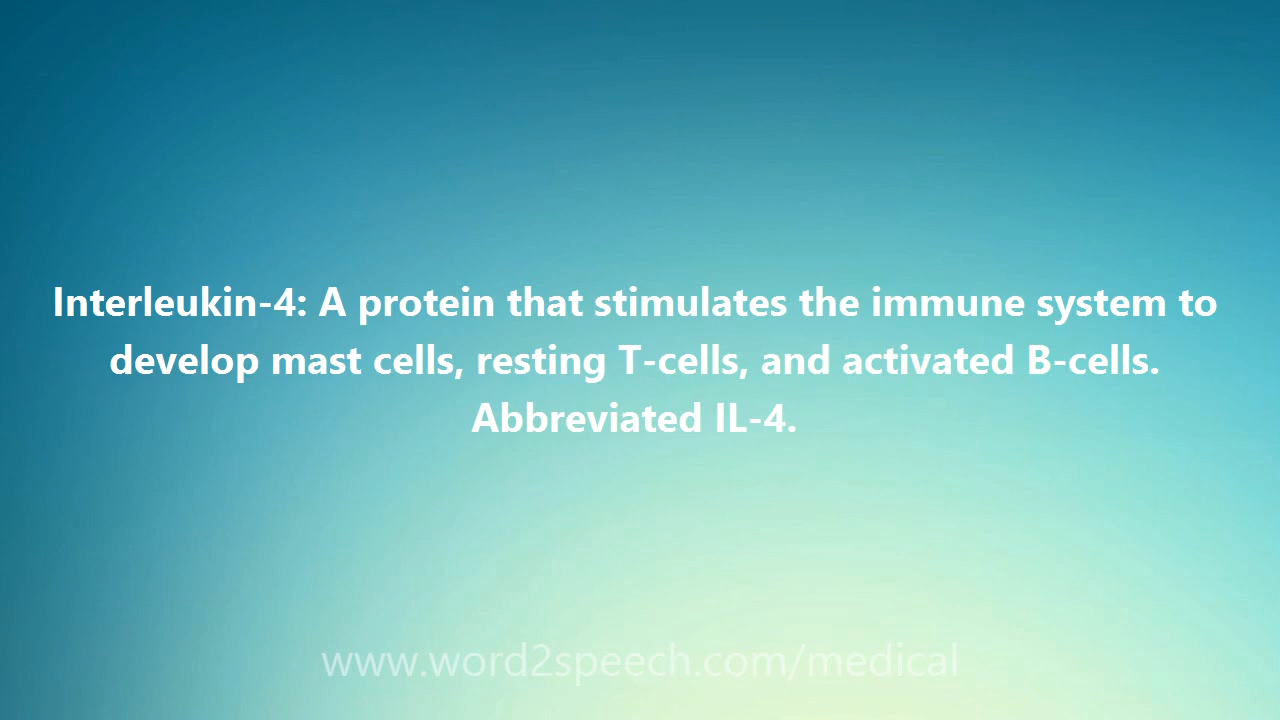 Interleukin-4: A protein that stimulates the immune system to
develop mast cells, resting T-cells, and activated B-cells.
Abbreviated IL-4.
www.word2speech.com/medical